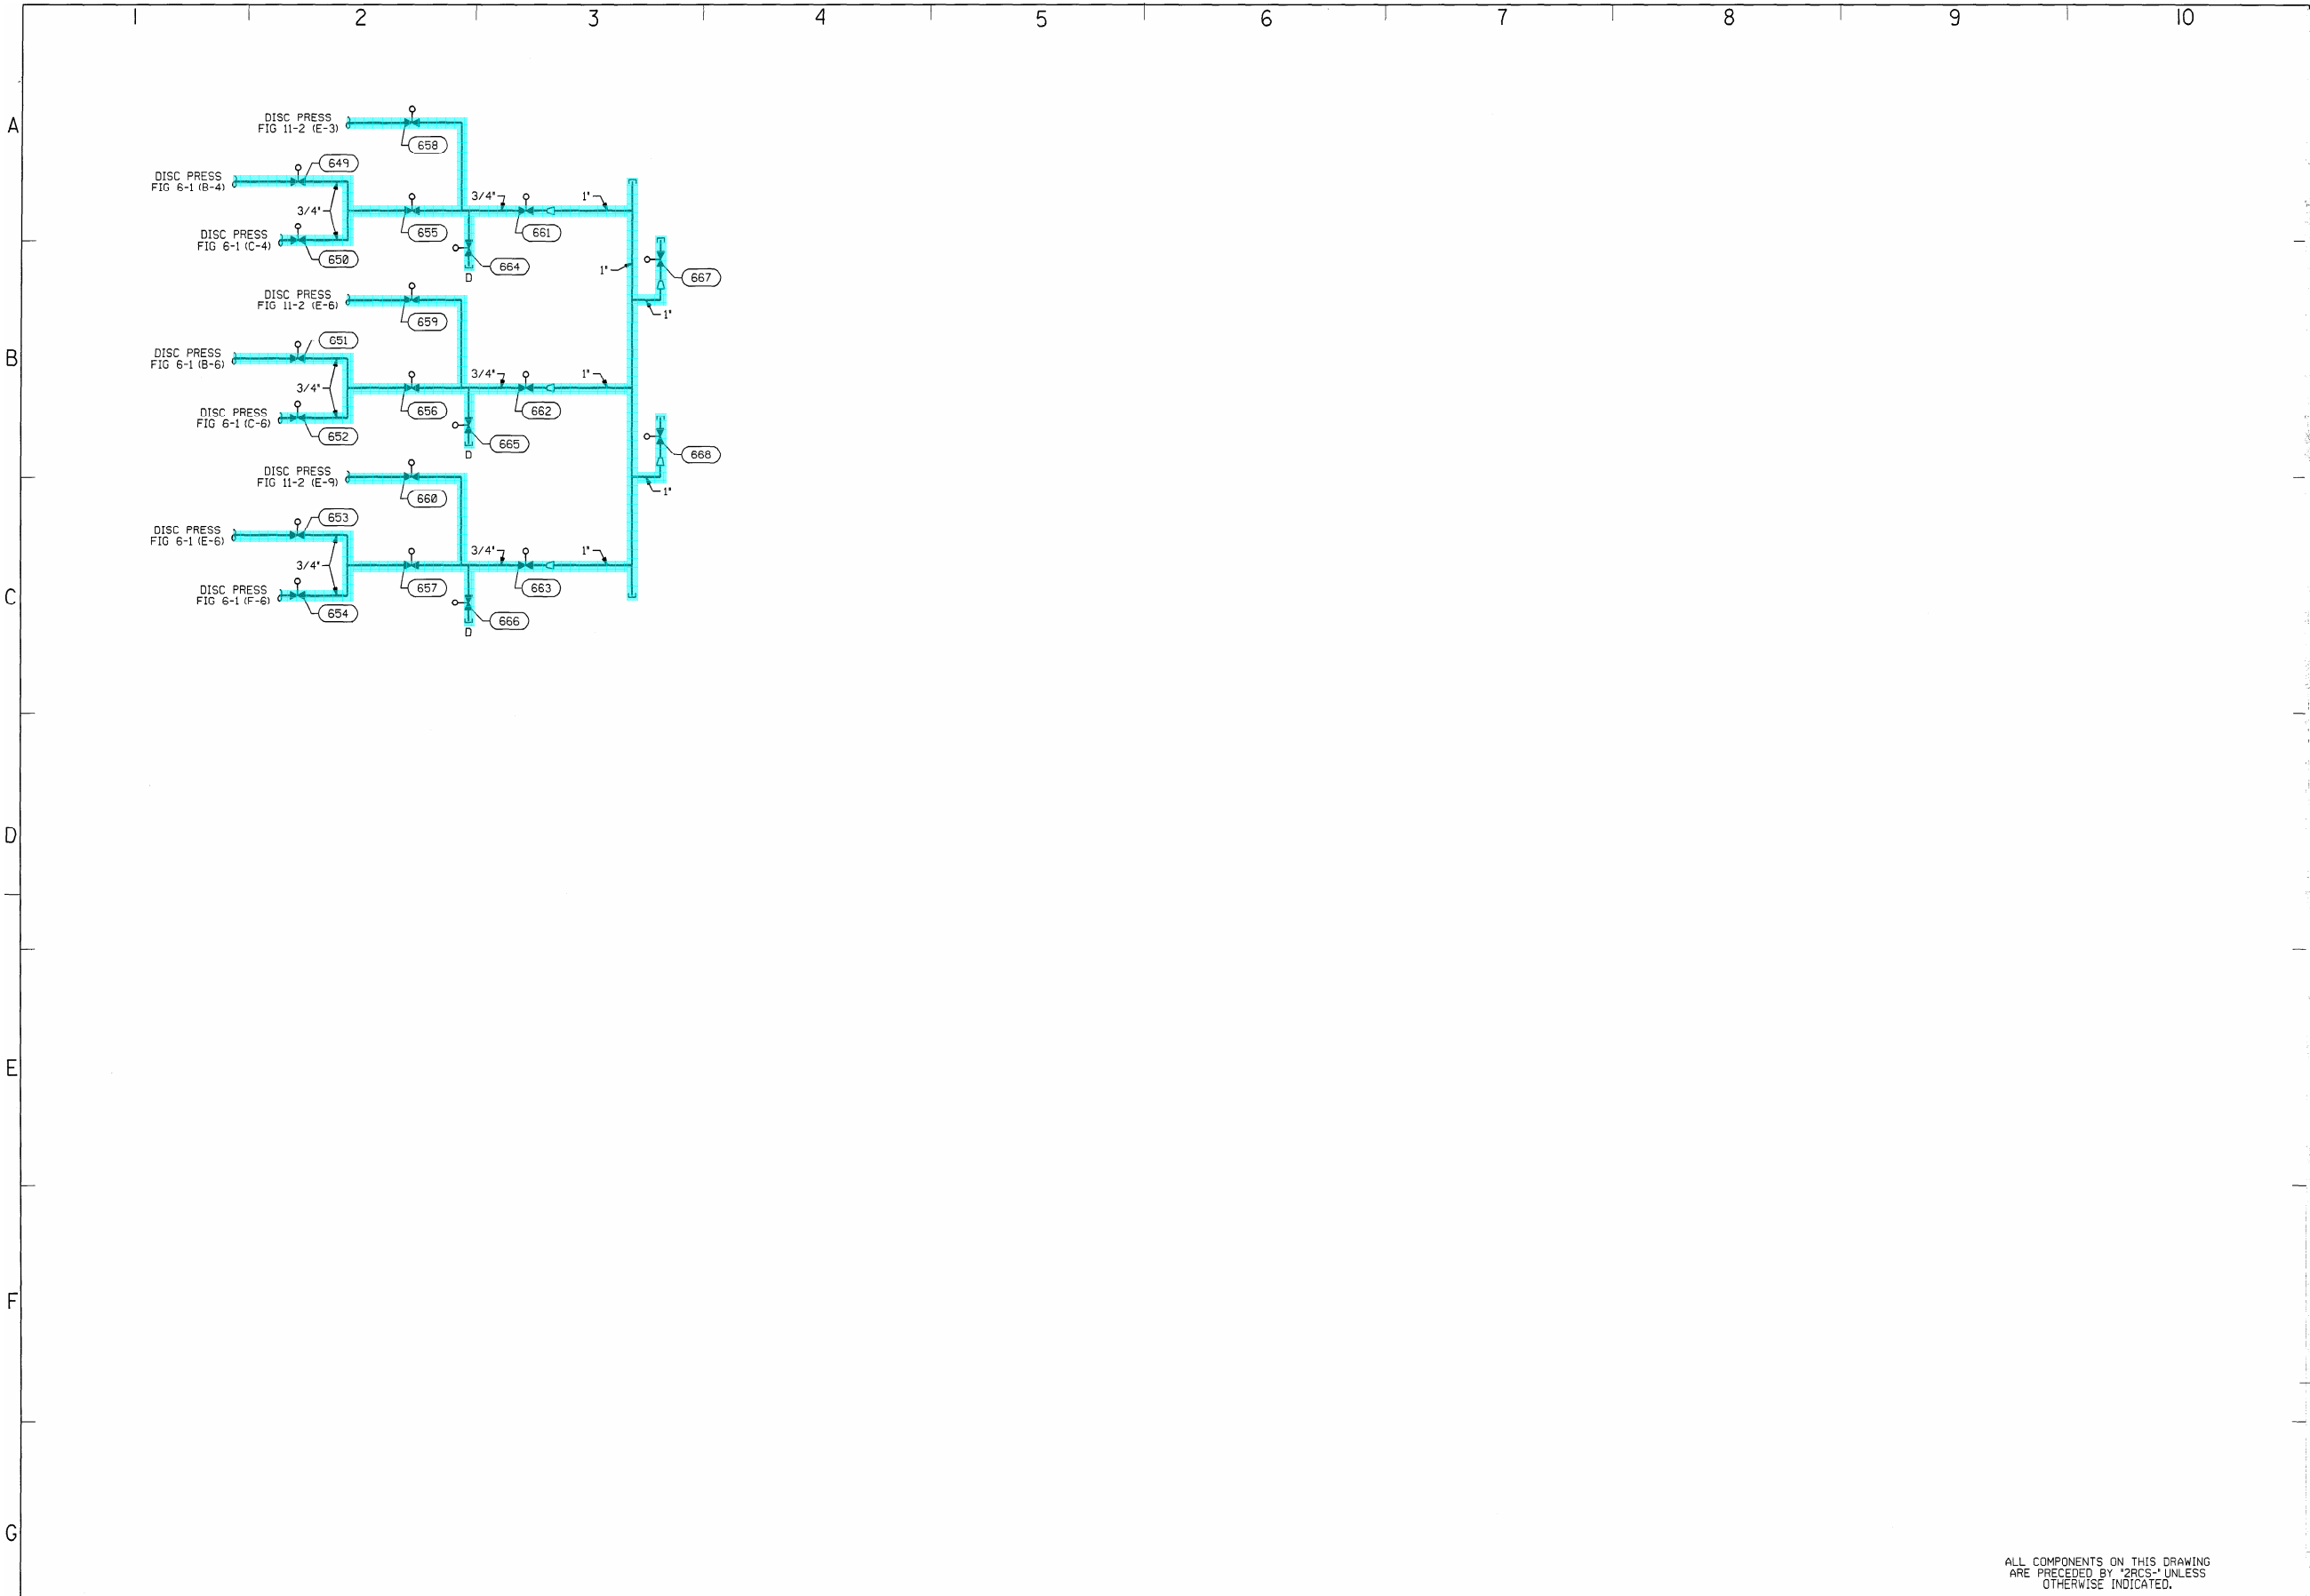 1 2 3 4 5 6 7 8 9 10
A
DISC PRESS
FIG 11-2 (E-3)
658
649
DISC PRESS
FIG 6-1 (B-4)
3/4"
3/4"
1"
DISC PRESS
FIG 6-1 (C-4)
650
655
661
664
D
1"
667
1"
DISC PRESS
FIG 11-2 (E-6)
659
651
B
DISC PRESS
FIG 6-1 (B-6)
3/4"
3/4"
1"
DISC PRESS
FIG 6-1 (C-6)
652
656
662
665
D
668
1"
DISC PRESS
FIG 11-2 (E-9)
660
653
DISC PRESS
FIG 6-1 (E-6)
3/4"
3/4"
1"
C
DISC PRESS
FIG 6-1 (F-6)
654
657
663
666
D
D
E
F
G
ALL COMPONENTS ON THIS DRAWING
ARE PRECEDED BY "2RCS-" UNLESS
OTHERWISE INDICATED.